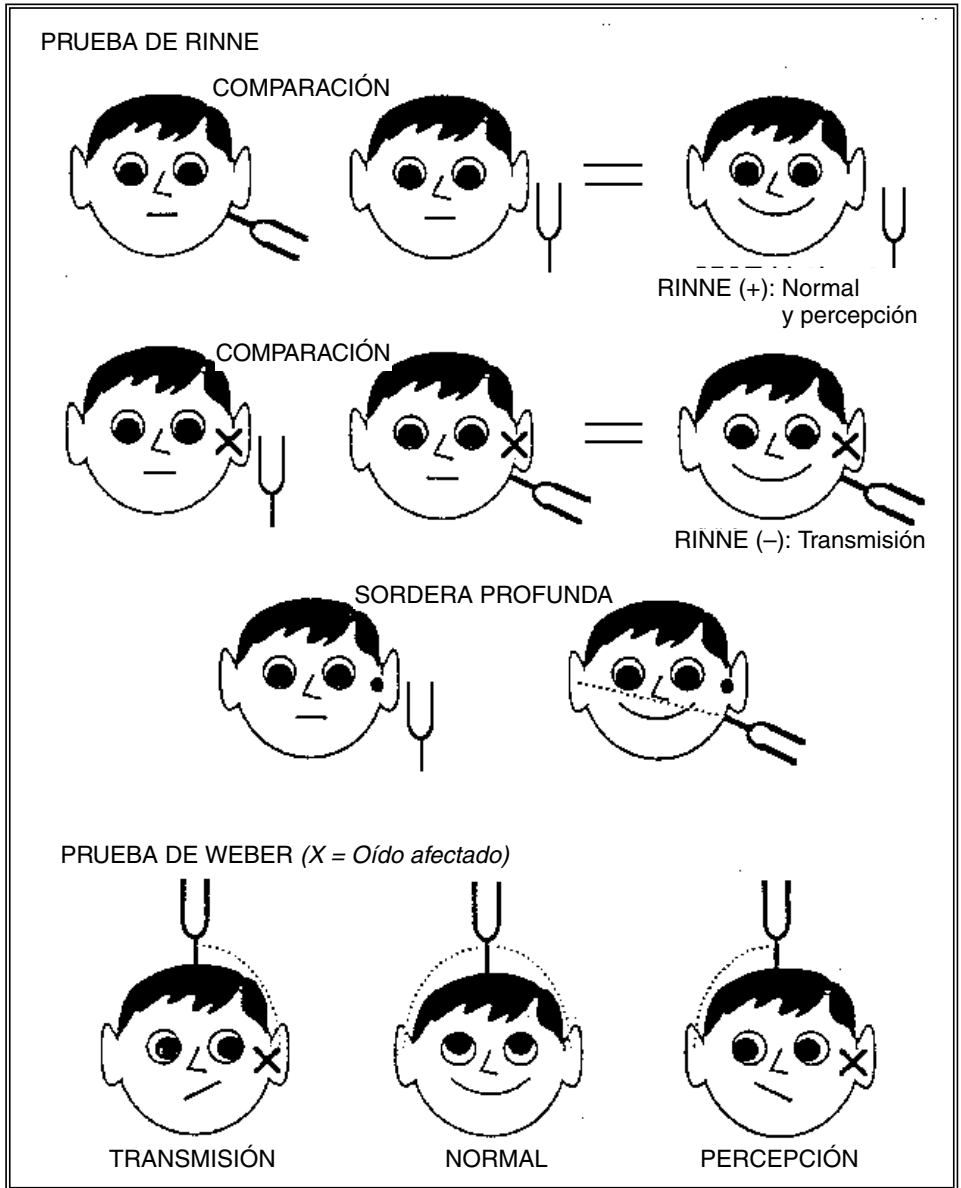 PRUEBA DE RINNE
COMPARACIÓN
RINNE (+): Normal
y percepción
COMPARACIÓN
RINNE (–): Transmisión
SORDERA PROFUNDA
PRUEBA DE WEBER (X = Oído afectado)
TRANSMISIÓN
NORMAL
PERCEPCIÓN